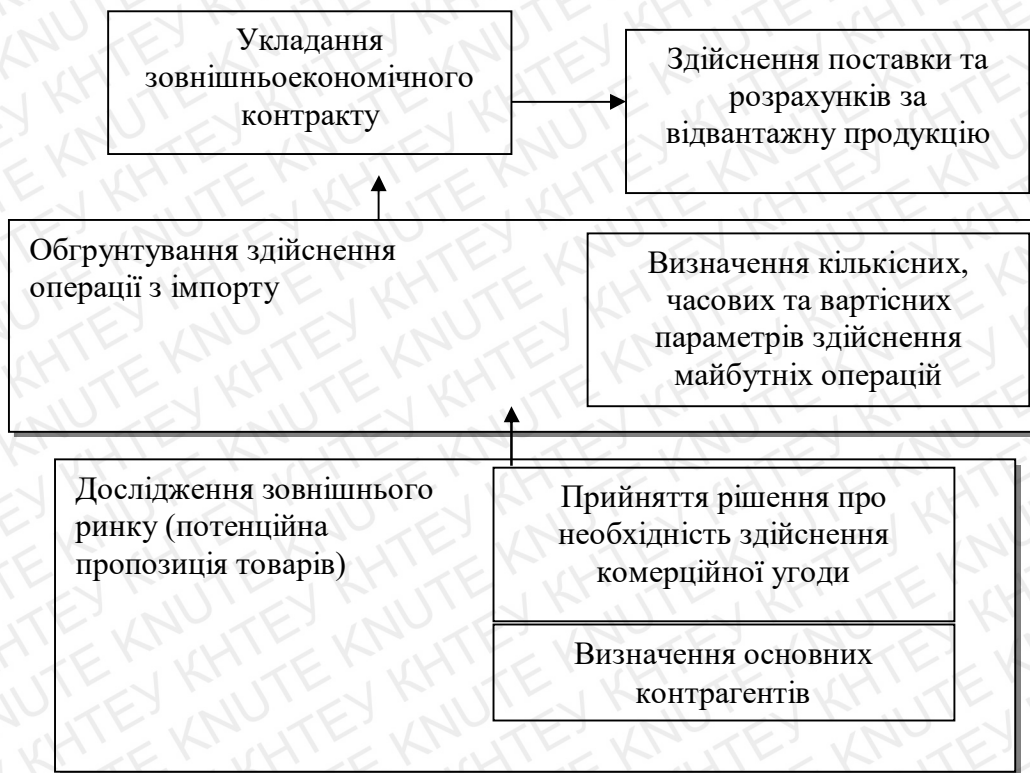 Укладання
зовнішньоекономічного
контракту
Здійснення поставки та
розрахунків за
відвантажну продукцію
Обгрунтування здійснення
операції з імпорту
Визначення кількісних,
часових та вартісних
параметрів здійснення
майбутніх операцій
Дослідження зовнішнього
ринку (потенційна
пропозиція товарів)
Прийняття рішення про
необхідність здійснення
комерційної угоди
Визначення основних
контрагентів